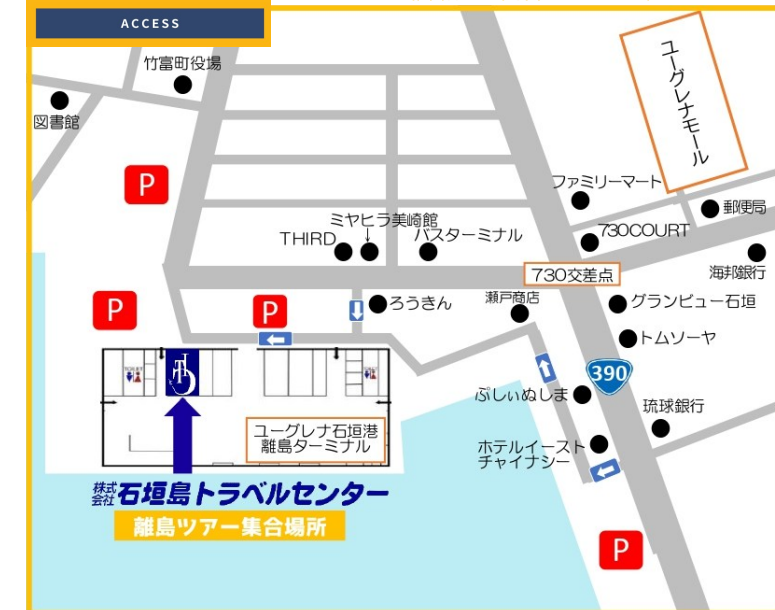 ACCESS
竹富町役場
図書館
P
ユーグレナモール
ファミリーマート
郵便局
730COURT
海邦銀行
ミヤヒラ美崎館
↓
THIRD
バスターミナル
730交差点
P
P
ろうきん
瀬戸商店
グランビュー石垣
トムソーヤ
390
ぷしぃぬしま
琉球銀行
ホテルイースト
チャイナシー
ユーグレナ石垣港
離島ターミナル
株式会社石垣島トラベルセンター
離島ツアー集合場所
P